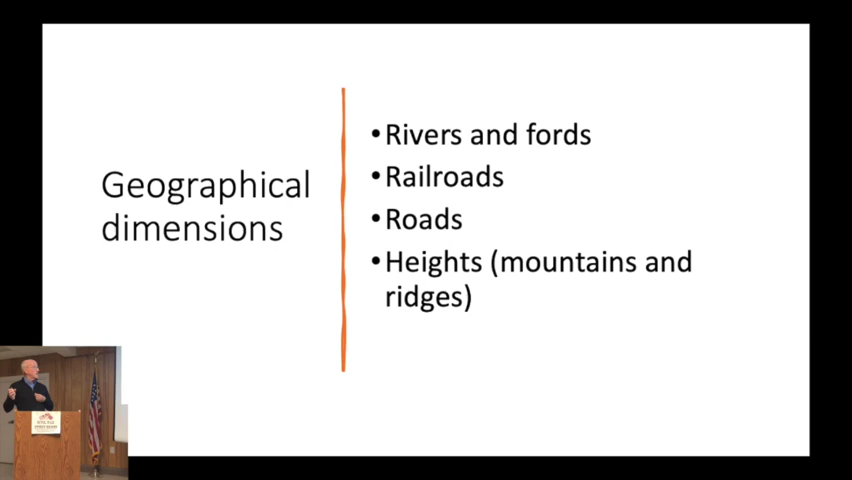 Geographical
dimensions
•Rivers and fords
•Railroads
•Roads
•Heights (mountains and
ridges)